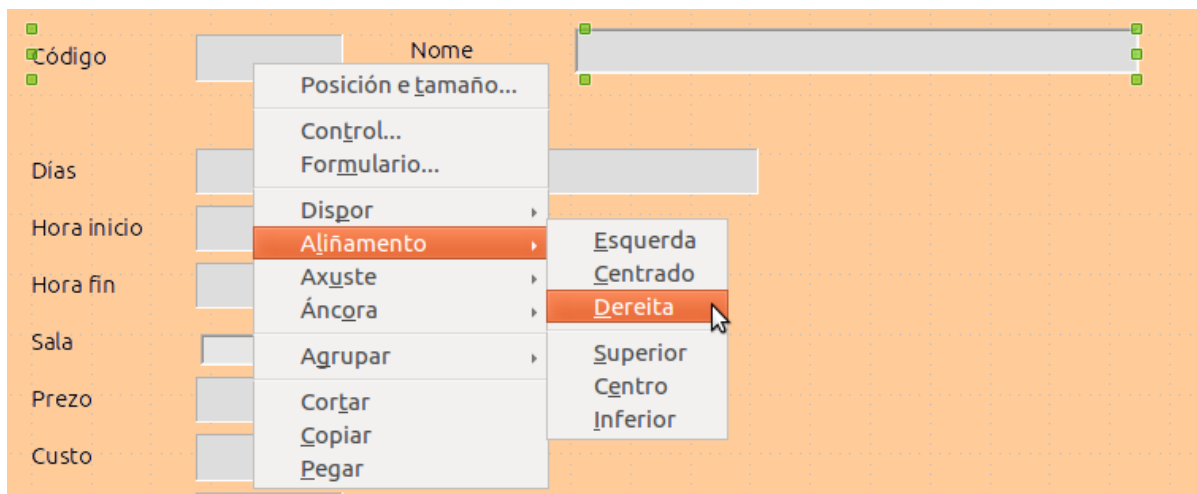 Código
Nome
Posición e tamaño...
Control...
Días
Formulario...
Dispor
Hora inicio
Aliñamento
Esquerda
Axuste
Centrado
Hora fin
Áncora
Dereita
Sala
Agrupar
Superior
Centro
Prezo
Cortar
Inferior
Copiar
Custo
Pegar